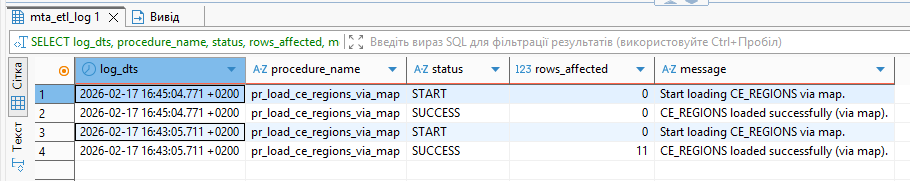 mta_etl_log 1 Вивід
SELECT log_dts, procedure_name, status, rows_affected, m Введіть вираз SQL для фільтрації результатів (використовуйте Ctrl+Пробіл)
Сітка
Текст
log_dts A-Z procedure_name A-Z status 123 rows_affected A-Z message
1 2026-02-17 16:45:04.771 +0200 pr_load_ce_regions_via_map START 0 Start loading CE_REGIONS via map.
2 2026-02-17 16:45:04.771 +0200 pr_load_ce_regions_via_map SUCCESS 0 CE_REGIONS loaded successfully (via map).
3 2026-02-17 16:43:05.711 +0200 pr_load_ce_regions_via_map START 0 Start loading CE_REGIONS via map.
4 2026-02-17 16:43:05.711 +0200 pr_load_ce_regions_via_map SUCCESS 11 CE_REGIONS loaded successfully (via map).